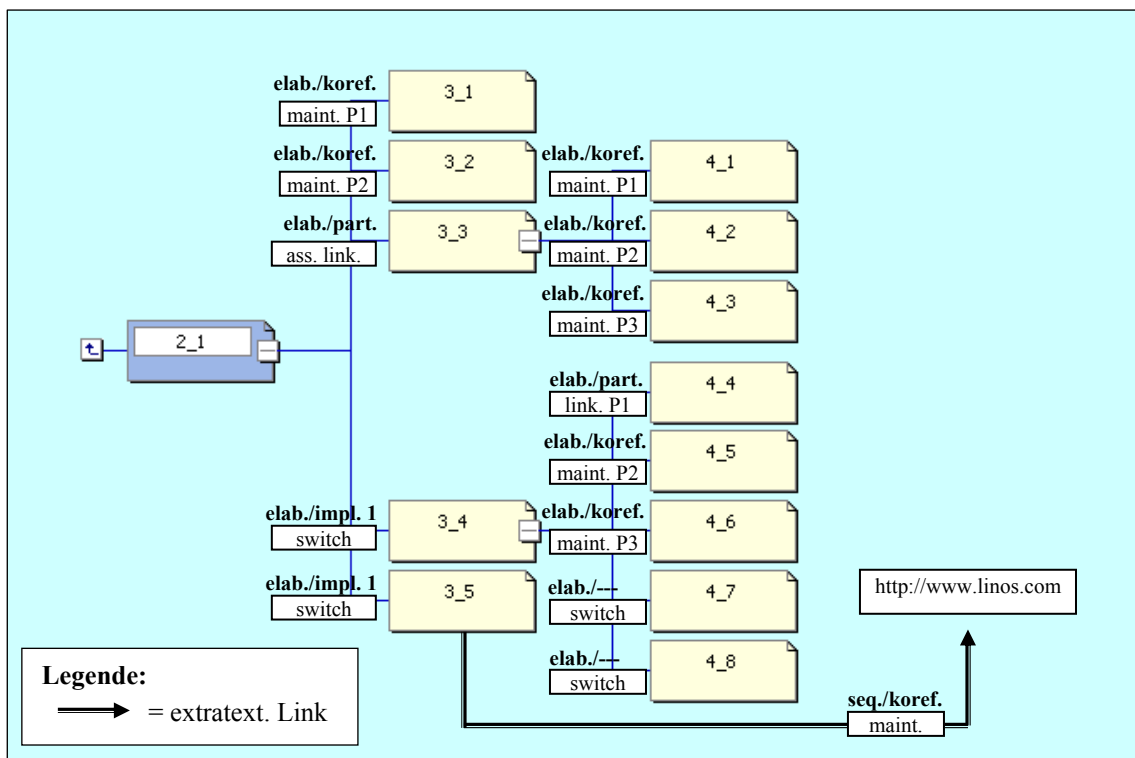 elab./koref.
maint. P1
3_1
elab./koref.
maint. P2
3_2
elab./part.
ass. link.
3_3
elab./koref.
maint. P1
4_1
elab./koref.
maint. P2
4_2
elab./koref.
maint. P3
4_3
2_1
elab./part.
link. P1
4_4
elab./koref.
maint. P2
4_5
elab./impl. 1
switch
3_4
elab./koref.
maint. P3
4_6
elab./impl. 1
switch
3_5
elab./---
switch
4_7
elab./---
switch
4_8
http://www.linos.com
seq./koref.
maint.
Legende:
= extratext. Link